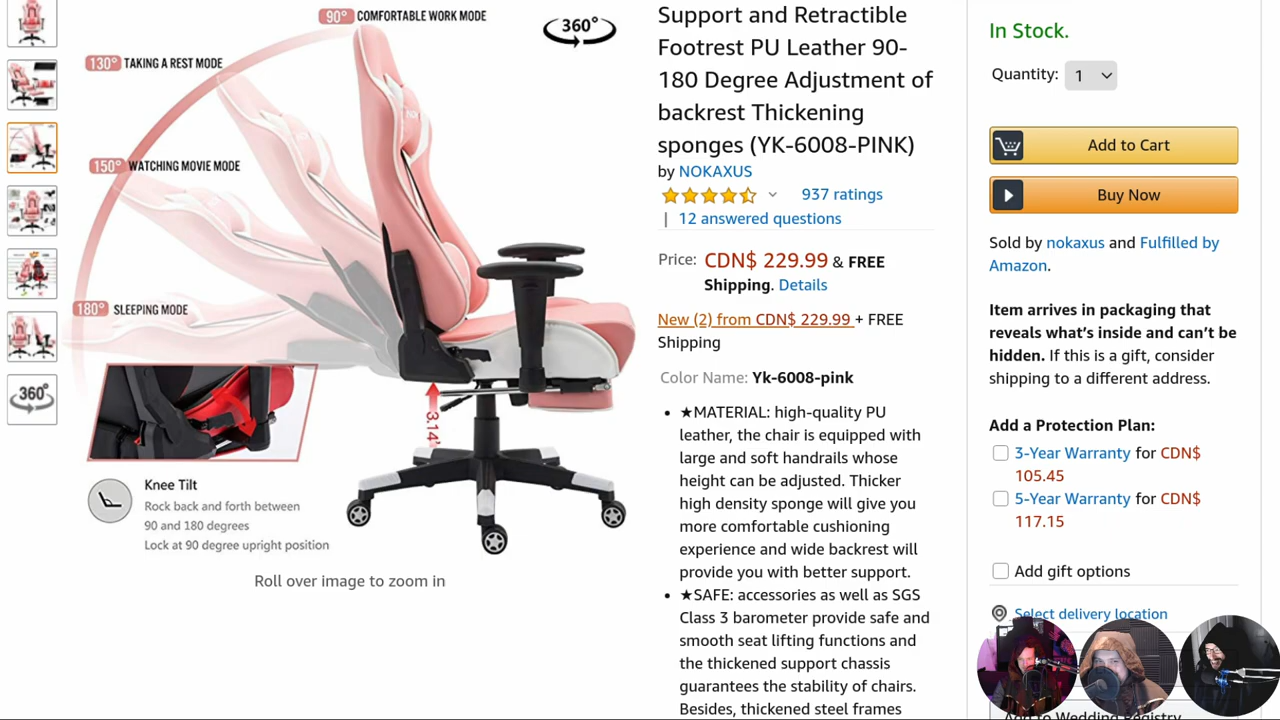 90° COMFORTABLE WORK MODE
360°
130° TAKING A REST MODE
150° WATCHING MOVIE MODE
180° SLEEPING MODE
3.14"
Knee Tilt
Rock back and forth between
90 and 180 degrees
Lock at 90 degree upright position
Roll over image to zoom in
360°
Support and Retractible
Footrest PU Leather 90-
180 Degree Adjustment of
backrest Thickening
sponges (YK-6008-PINK)
by NOKAXUS
937 ratings
| 12 answered questions
Price: CDN$ 229.99 & FREE
Shipping. Details
New (2) from CDN$ 229.99 + FREE
Shipping
Color Name: Yk-6008-pink
• ★MATERIAL: high-quality PU
leather, the chair is equipped with
large and soft handrails whose
height can be adjusted. Thicker
high density sponge will give you
more comfortable cushioning
experience and wide backrest will
provide you with better support.
• ★SAFE: accessories as well as SGS
Class 3 barometer provide safe and
smooth seat lifting functions and
the thickened support chassis
guarantees the stability of chairs.
Besides, thickened steel frames
In Stock.
Quantity: 1
Add to Cart
Buy Now
Sold by nokaxus and Fulfilled by
Amazon.
Item arrives in packaging that
reveals what’s inside and can’t be
hidden. If this is a gift, consider
shipping to a different address.
Add a Protection Plan:
3-Year Warranty for CDN$
105.45
5-Year Warranty for CDN$
117.15
Add gift options
Select delivery location
Add to Wedding Registry